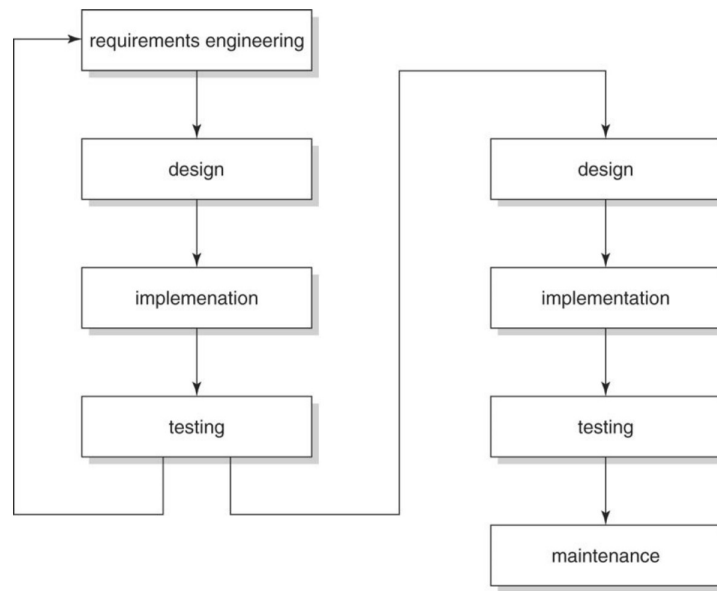 requirements engineering
design
implemenation
testing
design
implementation
testing
maintenance